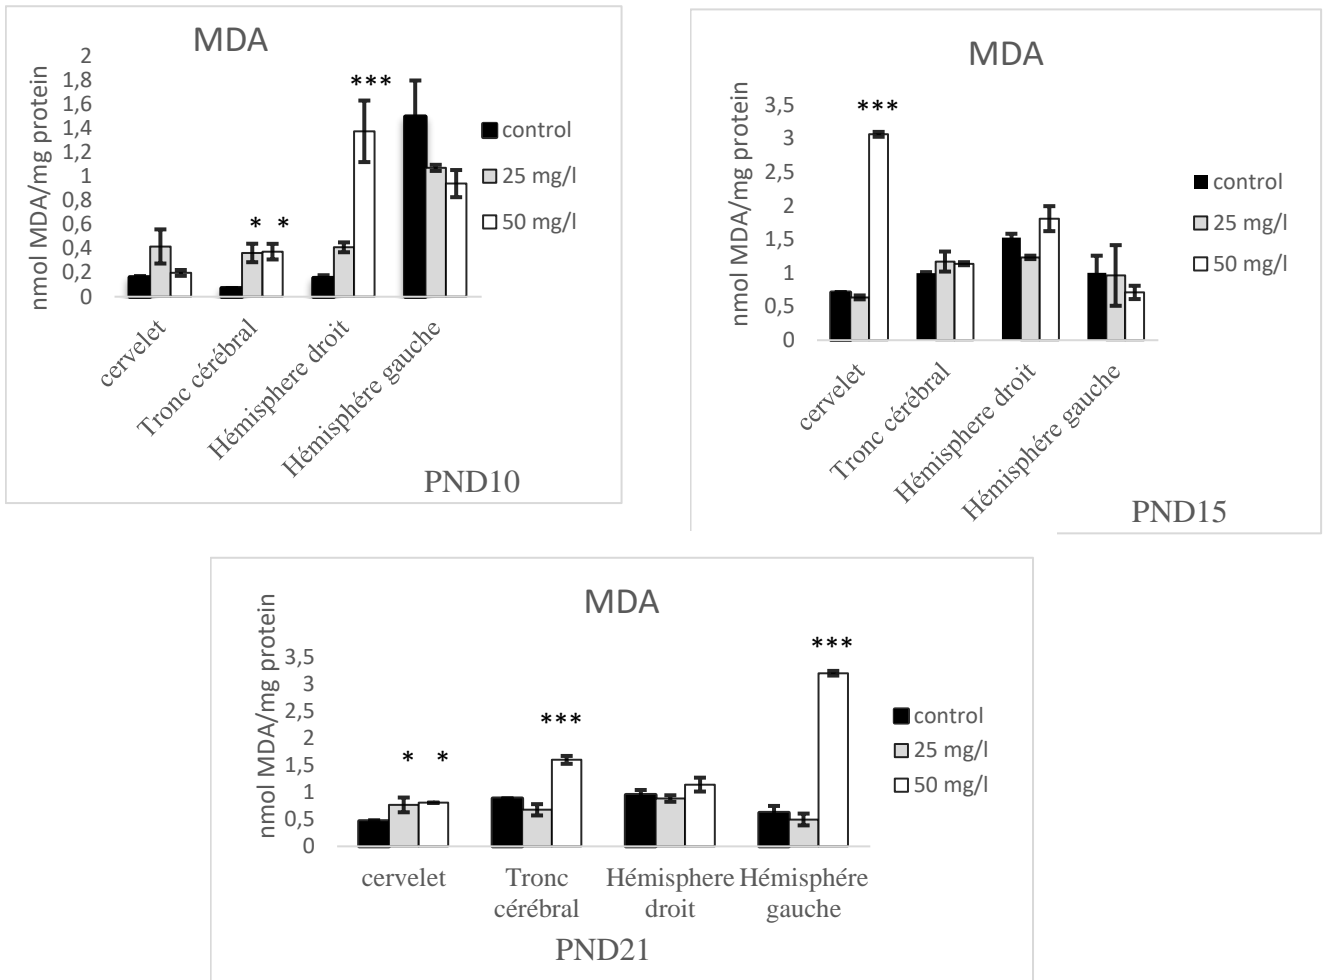 MDA
nmol MDA/mg protein
2
1,8
1,6
1,4
1,2
1
0,8
0,6
0,4
0,2
0
***
* *
control
25 mg/l
50 mg/l
cervelet
Tronc cérébral
Hémisphere droit
Hémisphére gauche
PND10
MDA
nmol MDA/mg protein
3,5
3
2,5
2
1,5
1
0,5
0
***
control
25 mg/l
50 mg/l
cervelet
Tronc cérébral
Hémisphere droit
Hémisphére gauche
PND15
MDA
nmol MDA/mg protein
3,5
3
2,5
2
1,5
1
0,5
0
***
***
* *
control
25 mg/l
50 mg/l
cervelet
Tronc
cérébral
Hémisphere
droit
Hémisphére
gauche
PND21